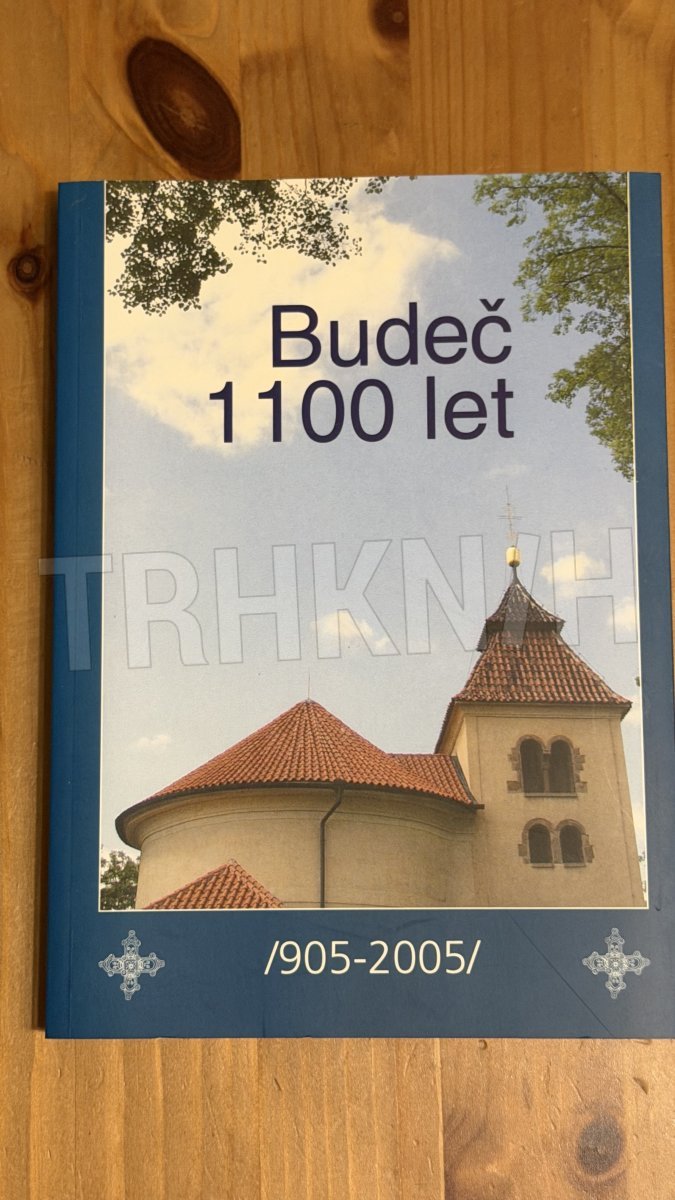 Budeč
1100 let
TRHKNIH
/905-2005/